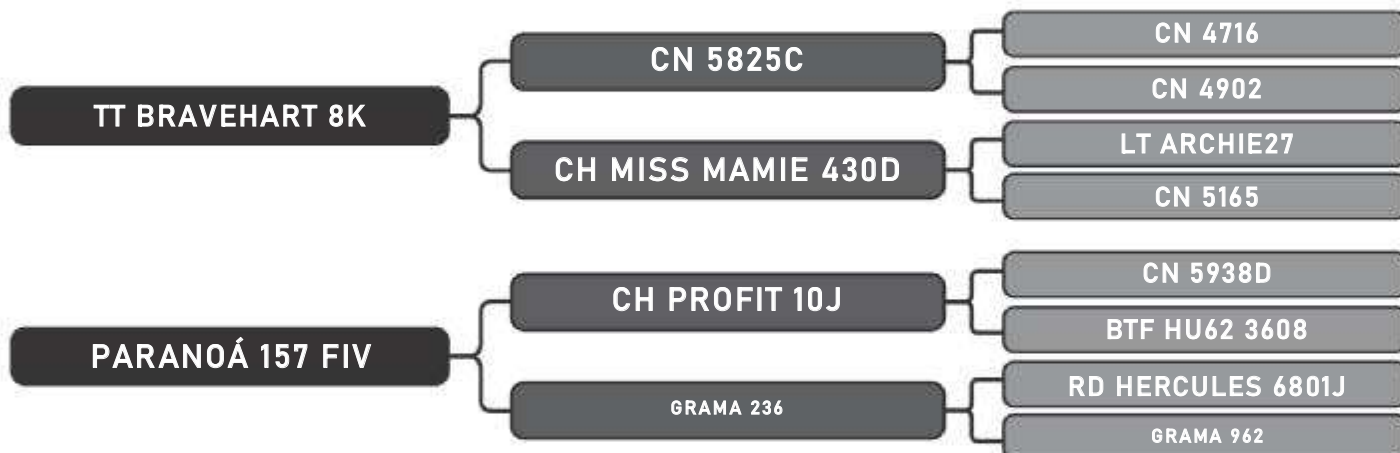 TT BRAVEHART 8K
CN 5825C
CN 4716
CN 4902
CH MISS MAMIE 430D
LT ARCHIE27
CN 5165
PARANOÁ 157 FIV
CH PROFIT 10J
CN 5938D
BTF HU62 3608
GRAMA 236
RD HERCULES 6801J
GRAMA 962